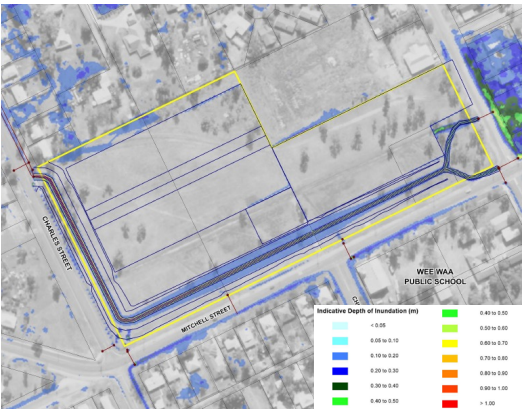 CHARLES STREET
MITCHELL STREET
WEE WAA
PUBLIC SCHOOL
Indicative Depth of Inundation (m)
< 0.05
0.05 to 0.10
0.10 to 0.20
0.20 to 0.30
0.30 to 0.40
0.40 to 0.50
0.40 to 0.50
0.50 to 0.60
0.60 to 0.70
0.70 to 0.80
0.80 to 0.90
0.60 to 1.00
> 1.00